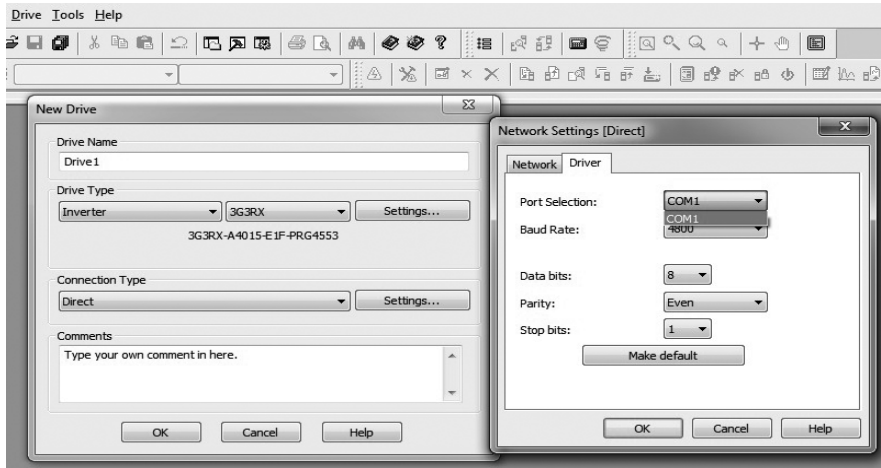 Drive Tools Help
New Drive
Drive Name
Drive1
Drive Type
Inverter
3G3RX
Settings...
3G3RX-A4015-E1F-PRG4553
Connection Type
Direct
Settings...
Comments
Type your own comment in here.
OK
Cancel
Help
Network Settings [Direct]
Network
Driver
Port Selection:
COM1
COM1
Baud Rate:
4800
Data bits:
8
Parity:
Even
Stop bits:
1
Make default
OK
Cancel
Help